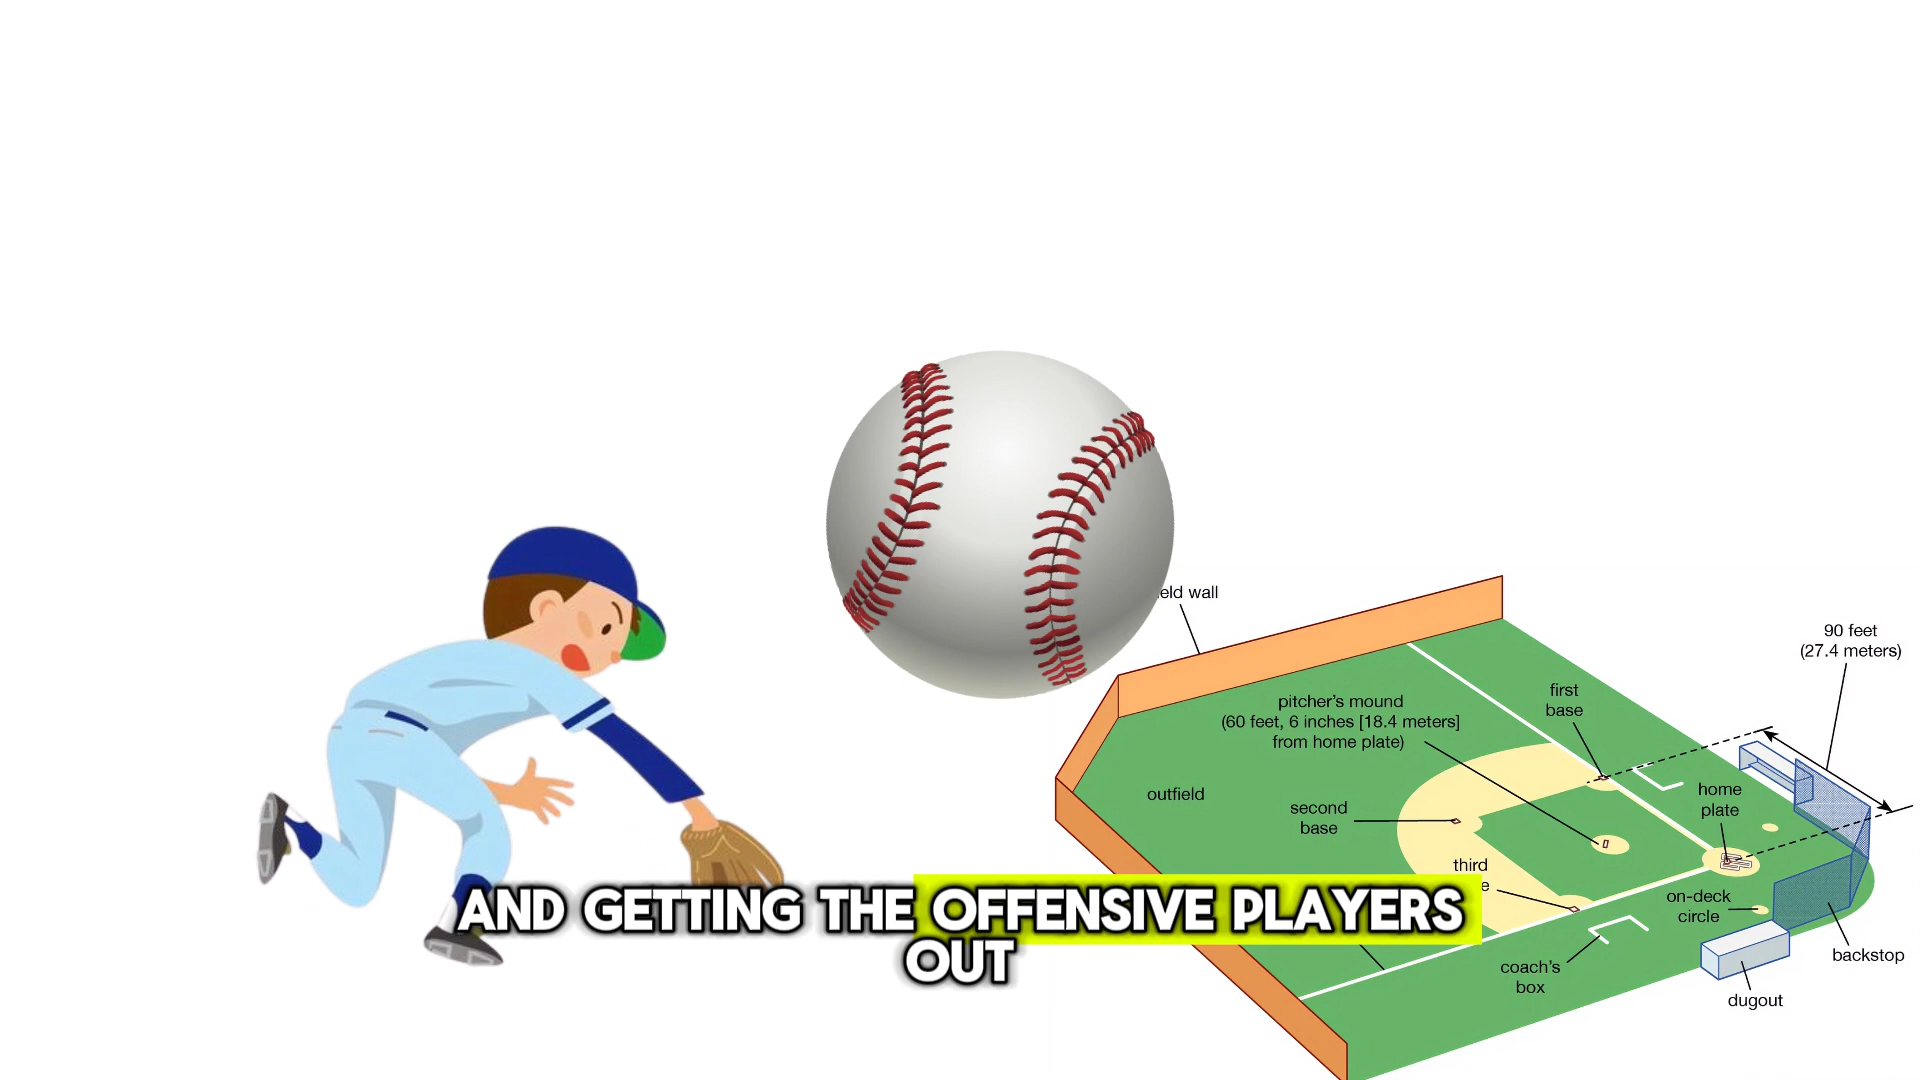 eld wall
90 feet
(27.4 meters)
first
base
pitcher's mound
(60 feet, 6 inches [18.4 meters]
from home plate)
home
plate
outfield
second
base
third
on-deck
circle
AND GETTING THE OFFENSIVE PLAYERS
OUT
coach's
box
backstop
dugout